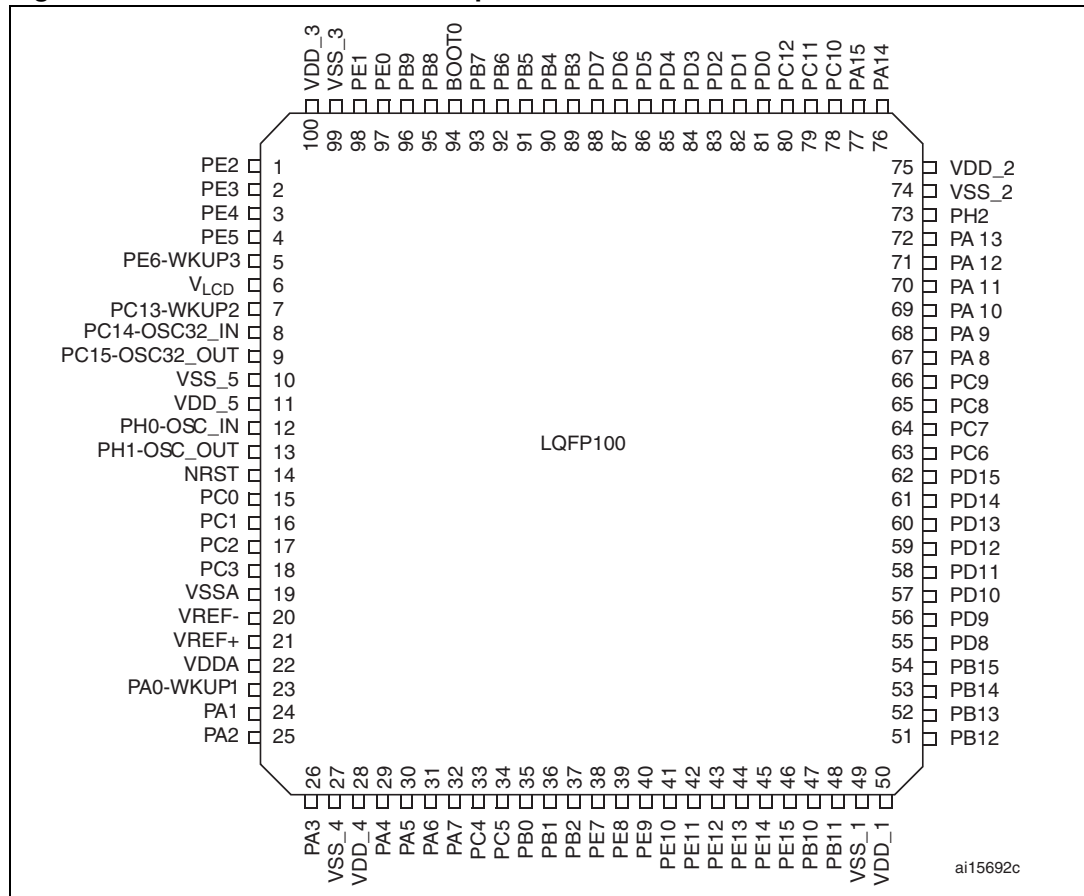 100 VDD_3
99 VSS_3
98 PE1
97 PE0
96 PB9
95 PB8
94 BOOT0
93 PB7
92 PB6
91 PB5
90 PB4
89 PB3
88 PD7
87 PD6
86 PD5
85 PD4
84 PD3
83 PD2
82 PD1
81 PD0
80 PC12
79 PC11
78 PC10
77 PA15
76 PA14
PE2 1
PE3 2
PE4 3
PE5 4
PE6-WKUP3 5
VLCD 6
PC13-WKUP2 7
PC14-OSC32_IN 8
PC15-OSC32_OUT 9
VSS_5 10
VDD_5 11
PH0-OSC_IN 12
PH1-OSC_OUT 13
NRST 14
PC0 15
PC1 16
PC2 17
PC3 18
VSSA 19
VREF- 20
VREF+ 21
VDDA 22
PA0-WKUP1 23
PA1 24
PA2 25
LQFP100
75 VDD_2
74 VSS_2
73 PH2
72 PA 13
71 PA 12
70 PA 11
69 PA 10
68 PA 9
67 PA 8
66 PC9
65 PC8
64 PC7
63 PC6
62 PD15
61 PD14
60 PD13
59 PD12
58 PD11
57 PD10
56 PD9
55 PD8
54 PB15
53 PB14
52 PB13
51 PB12
PA3 26
VSS_4 27
VDD_4 28
PA4 29
PA5 30
PA6 31
PA7 32
PC4 33
PC5 34
PB0 35
PB1 36
PB2 37
PE7 38
PE8 39
PE9 40
PE10 41
PE11 42
PE12 43
PE13 44
PE14 45
PE15 46
PB10 47
PB11 48
VSS_1 49
VDD_1 50
ai15692c